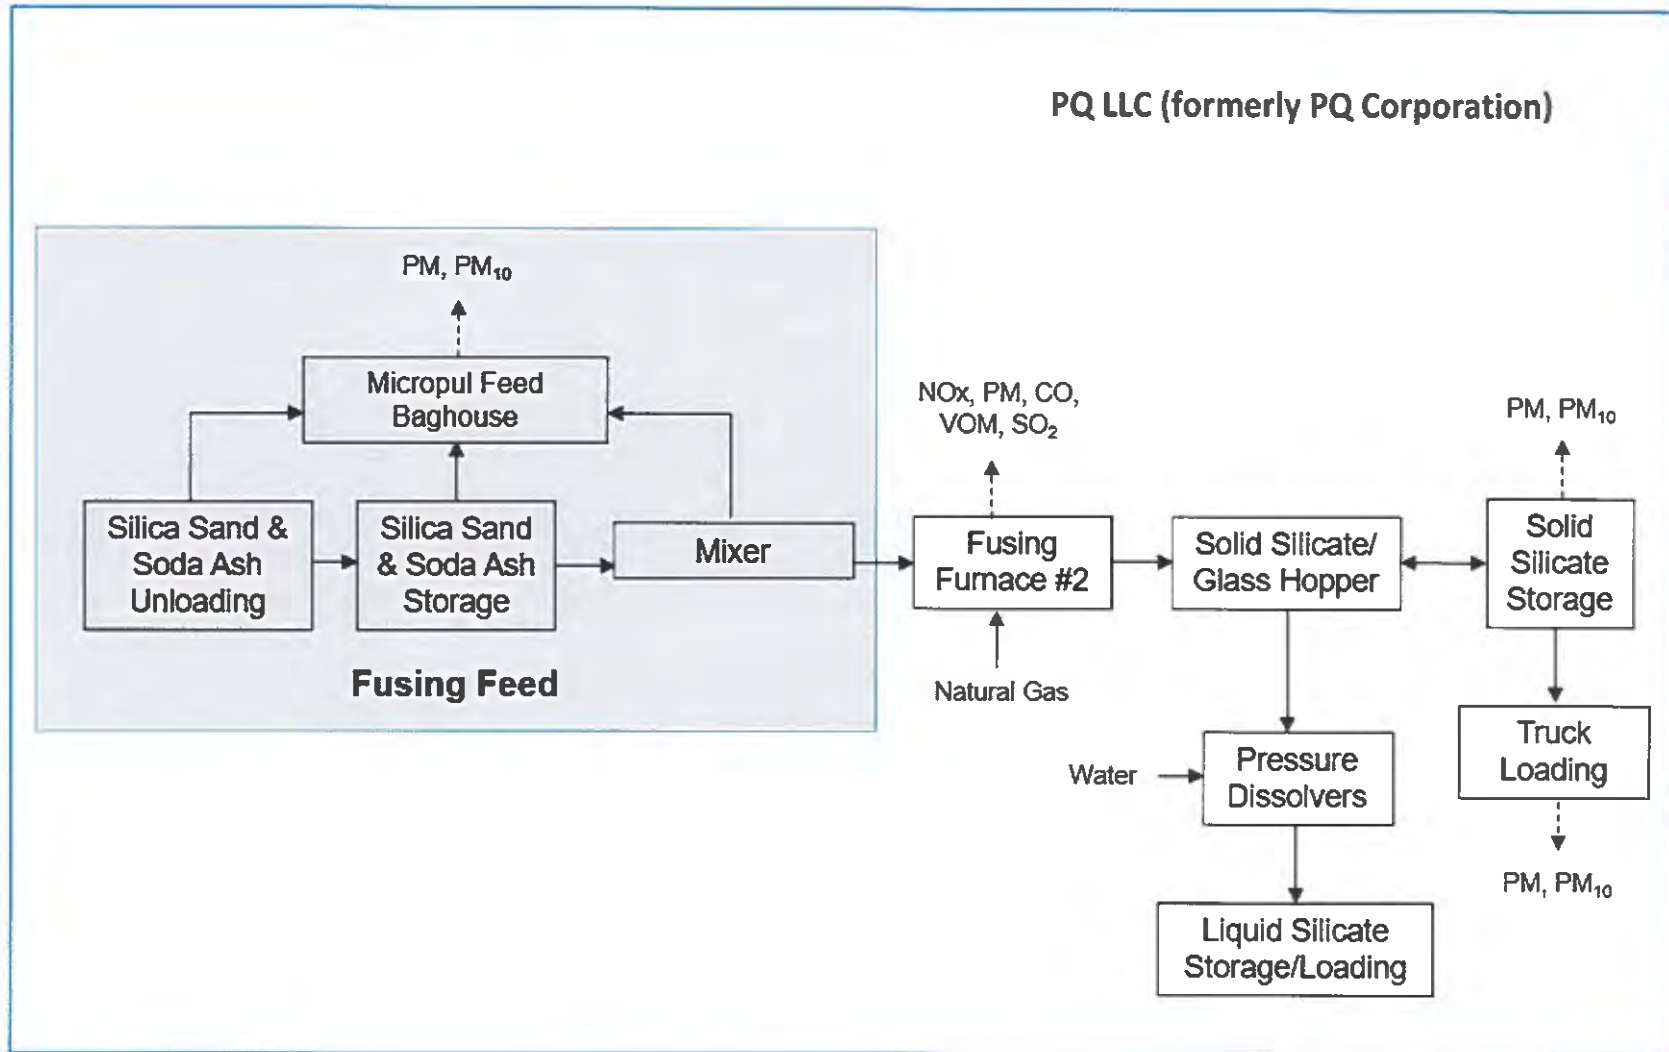 PQ LLC (formerly PQ Corporation)
PM, PM₁₀
Micropul Feed
Baghouse
Silica Sand &
Soda Ash
Unloading
Silica Sand
& Soda Ash
Storage
Mixer
Fusing Feed
NOx, PM, CO,
VOM, SO₂
Fusing
Furnace #2
Natural Gas
Solid Silicate/
Glass Hopper
Water
Pressure
Dissolvers
Liquid Silicate
Storage/Loading
PM, PM₁₀
Solid
Silicate
Storage
Truck
Loading
PM, PM₁₀